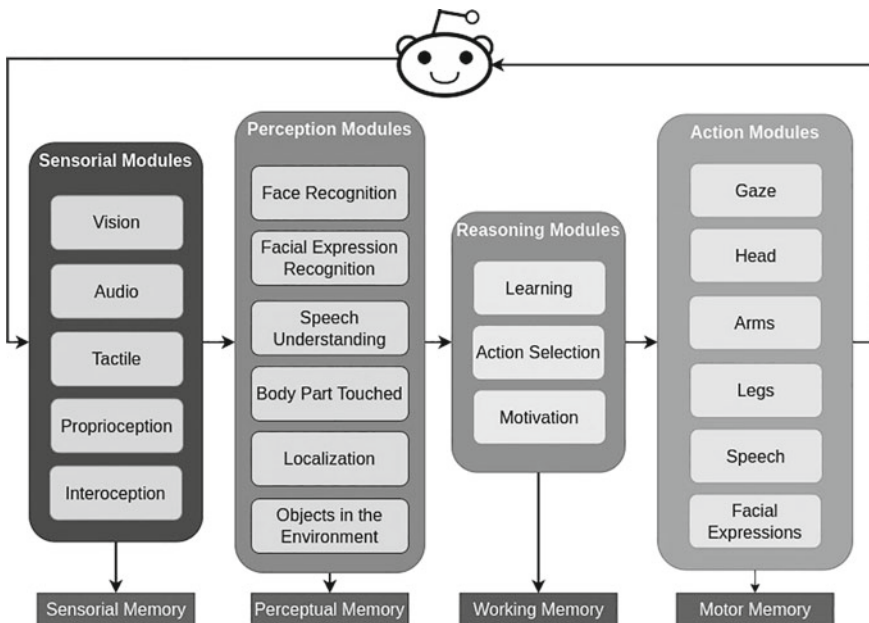 Sensorial Modules
Vision
Audio
Tactile
Proprioception
Interoception
Sensorial Memory
Perception Modules
Face Recognition
Facial Expression
Recognition
Speech
Understanding
Body Part Touched
Localization
Objects in the
Environment
Perceptual Memory
Reasoning Modules
Learning
Action Selection
Motivation
Working Memory
Action Modules
Gaze
Head
Arms
Legs
Speech
Facial
Expressions
Motor Memory